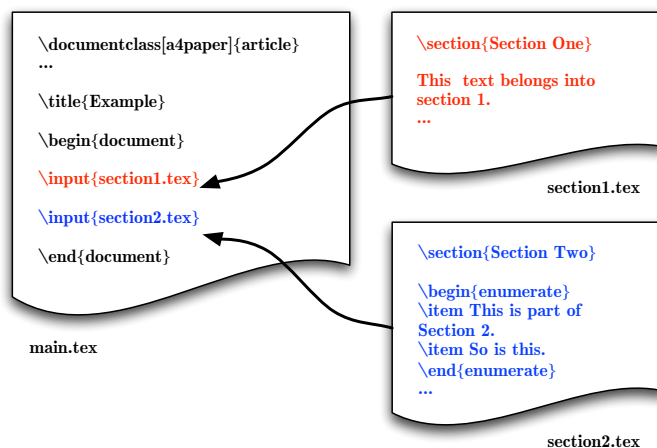 \documentclass[a4paper]{article}
...
\title{Example}
\begin{document}
\input{section1.tex}
\input{section2.tex}
\end{document}
main.tex
\section{Section One}
This text belongs into
section 1.
...
section1.tex
\section{Section Two}
\begin{enumerate}
\item This is part of
Section 2.
\item So is this.
\end{enumerate}
...
section2.tex